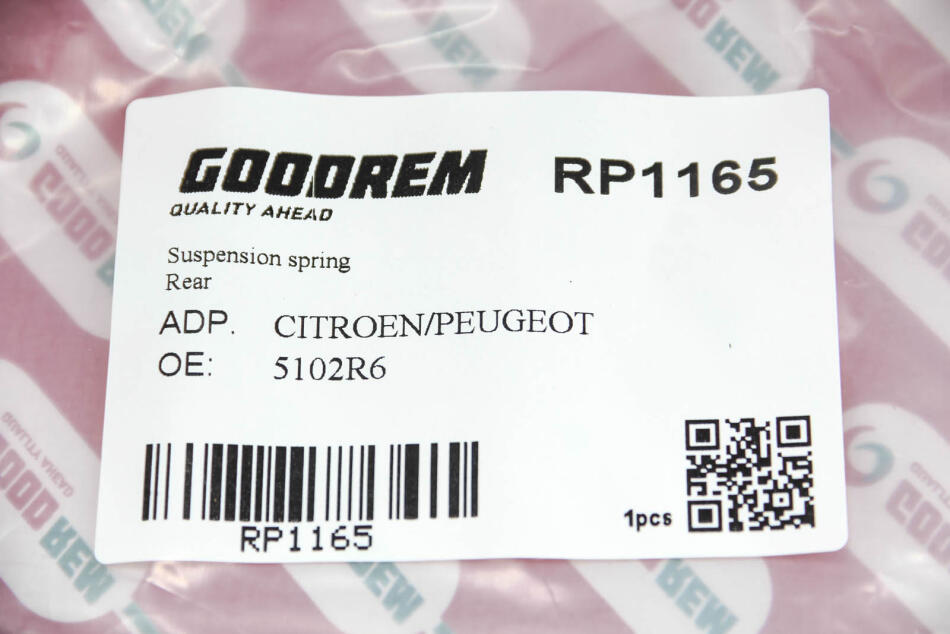 GOODREM
RP1165
QUALITY AHEAD
Suspension spring
Rear
ADP. CITROEN/PEUGEOT
OE: 5102R6
RP1165
1pcs